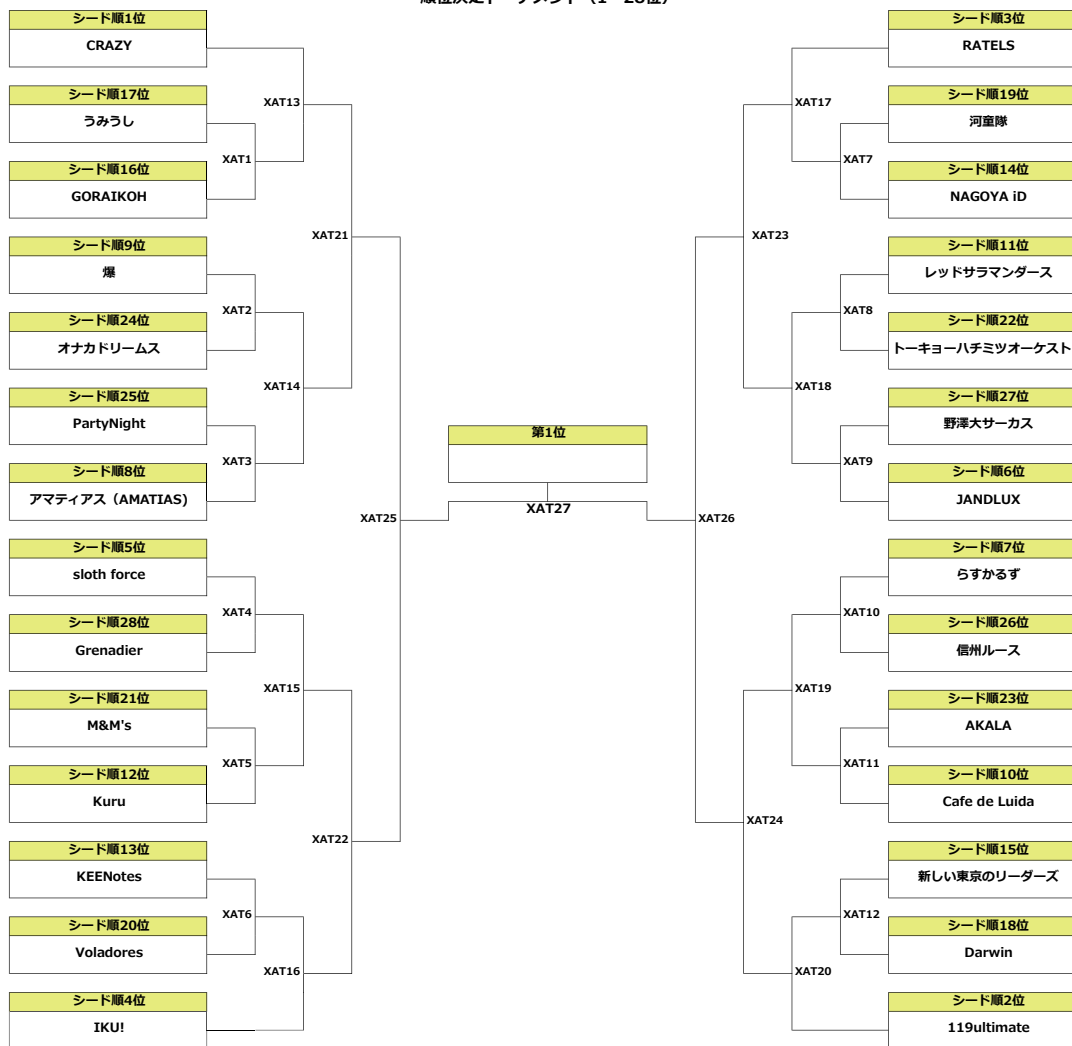 シード順1位
CRAZY
シード順17位
うみうし
シード順16位
GORAIKOH
シード順9位
爆
シード順24位
オナカドリームス
シード順25位
PartyNight
シード順8位
アマティアス（AMATIAS)
シード順5位
sloth force
シード順28位
Grenadier
シード順21位
M&M's
シード順12位
Kuru
シード順13位
KEENotes
シード順20位
Voladores
シード順4位
IKU!
XAT1
XAT2
XAT3
XAT4
XAT5
XAT6
XAT13
XAT14
XAT15
XAT16
XAT21
XAT22
XAT25
第1位
XAT27
XAT26
XAT23
XAT24
XAT17
XAT18
XAT19
XAT20
XAT7
XAT8
XAT9
XAT10
XAT11
XAT12
シード順3位
RATELS
シード順19位
河童隊
シード順14位
NAGOYA iD
シード順11位
レッドサラマンダース
シード順22位
トーキョーハチミツオーケスト
シード順27位
野澤大サーカス
シード順6位
JANDLUX
シード順7位
らすかるず
シード順26位
信州ルース
シード順23位
AKALA
シード順10位
Cafe de Luida
シード順15位
新しい東京のリーダーズ
シード順18位
Darwin
シード順2位
119ultimate